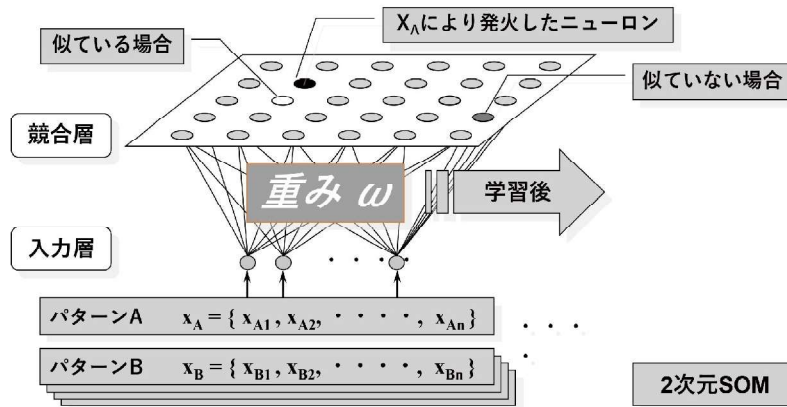 X_Λにより発火したニューロン
似ている場合
似ていない場合
競合層
重み ω
学習後
入力層
・ ・ ・ ・
パターンA x_A = { x_A1 , x_A2, ・ ・ ・ ・ , x_An }
・ ・ ・
パターンB x_B = { x_B1 , x_B2, ・ ・ ・ ・ , x_Bn }
2次元SOM